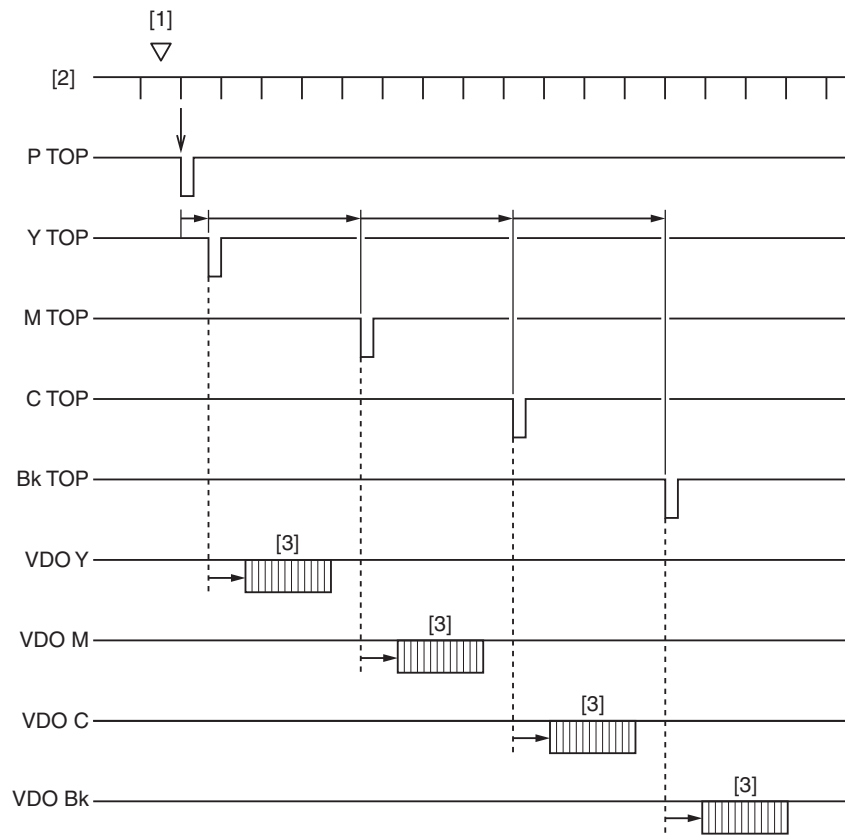 [1]
[2]
P TOP
Y TOP
M TOP
C TOP
Bk TOP
[3]
VDO Y
[3]
VDO M
[3]
VDO C
[3]
VDO Bk